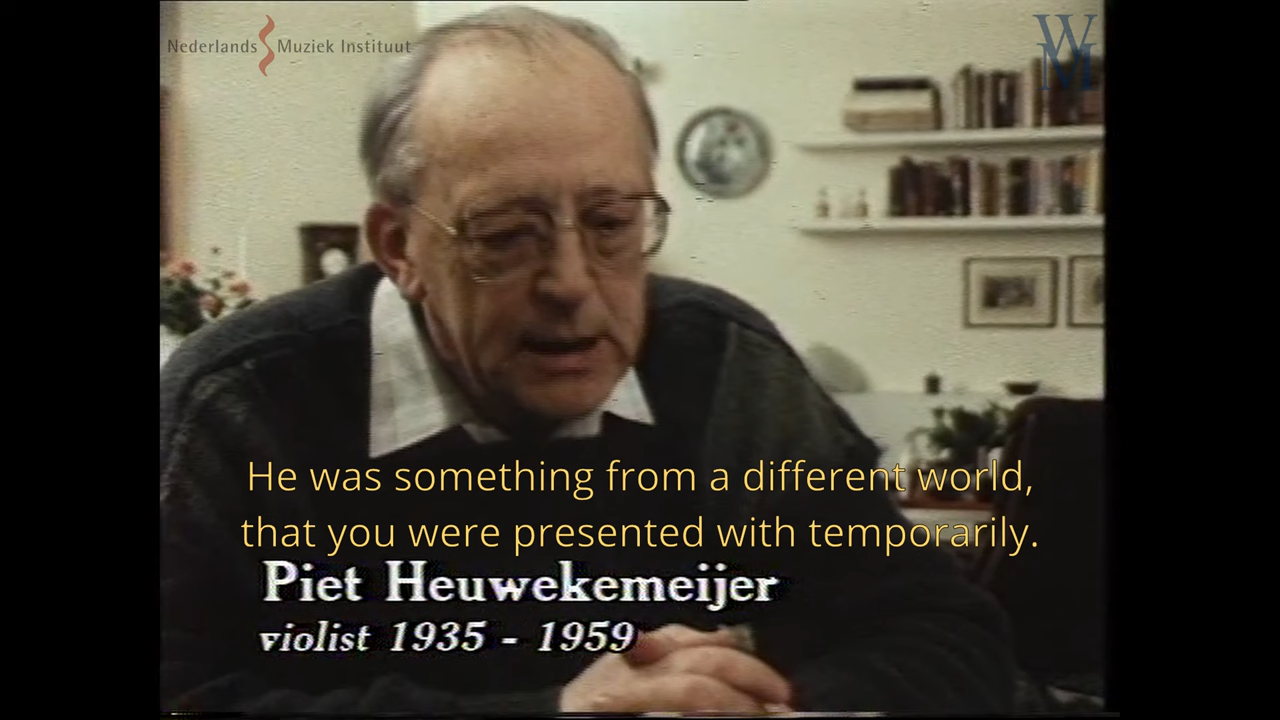 Nederlands Muziek Instituut
WM
He was something from a different world,
that you were presented with temporarily.
Piet Heuwekemeijer
violist 1935 - 1959